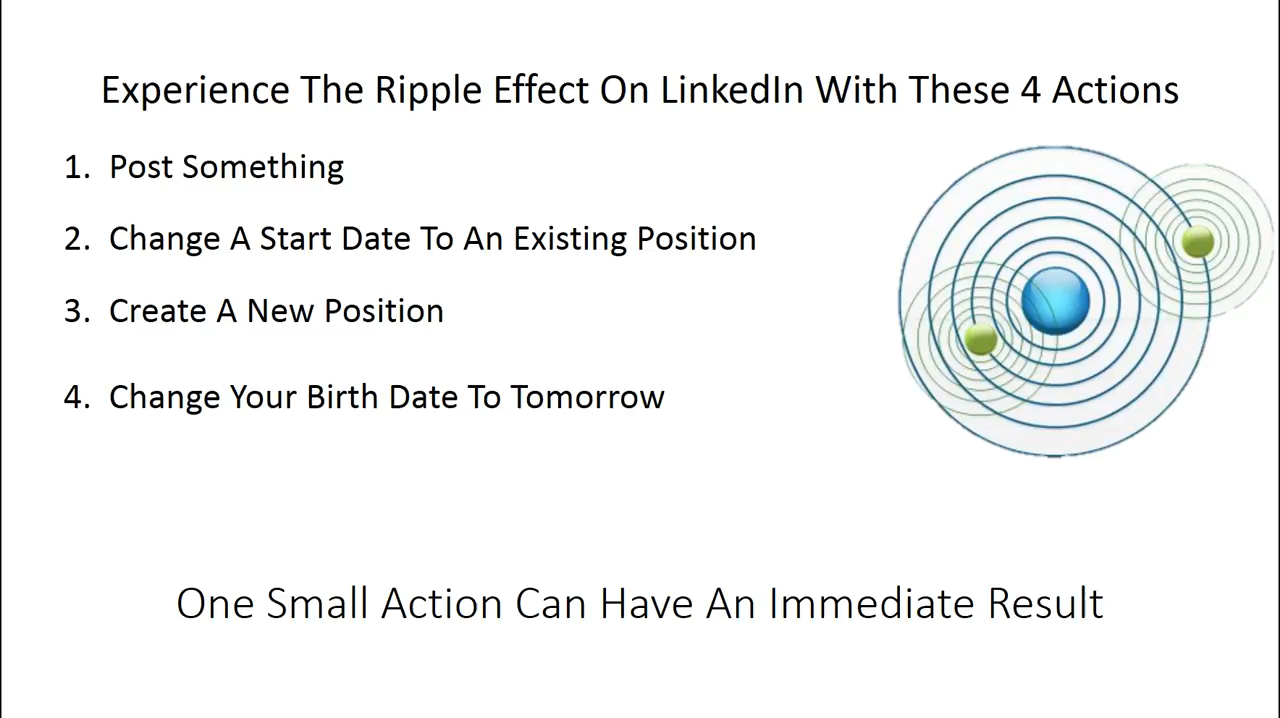 Experience The Ripple Effect On LinkedIn With These 4 Actions
1. Post Something
2. Change A Start Date To An Existing Position
3. Create A New Position
4. Change Your Birth Date To Tomorrow
One Small Action Can Have An Immediate Result